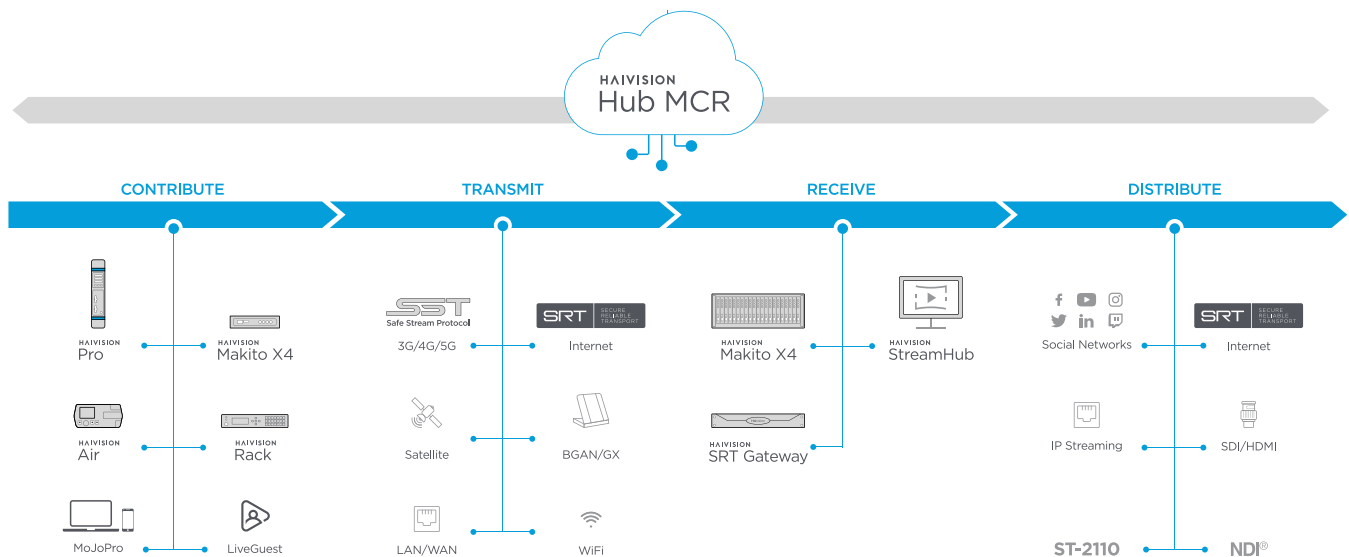 HAIVISION
Hub MCR
CONTRIBUTE
TRANSMIT
RECEIVE
DISTRIBUTE
HAIVISION
Pro
HAIVISION
Makito X4
HAIVISION
Air
HAIVISION
Rack
MoJoPro
LiveGuest
SST
Safe Stream Protocol
3G/4G/5G
SRT
SECURE
RELIABLE
TRANSPORT
Internet
Satellite
BGAN/GX
LAN/WAN
WiFi
HAIVISION
Makito X4
HAIVISION
StreamHub
HAIVISION
SRT Gateway
Social Networks
SRT
SECURE
RELIABLE
TRANSPORT
Internet
IP Streaming
SDI/HDMI
ST-2110
NDI®